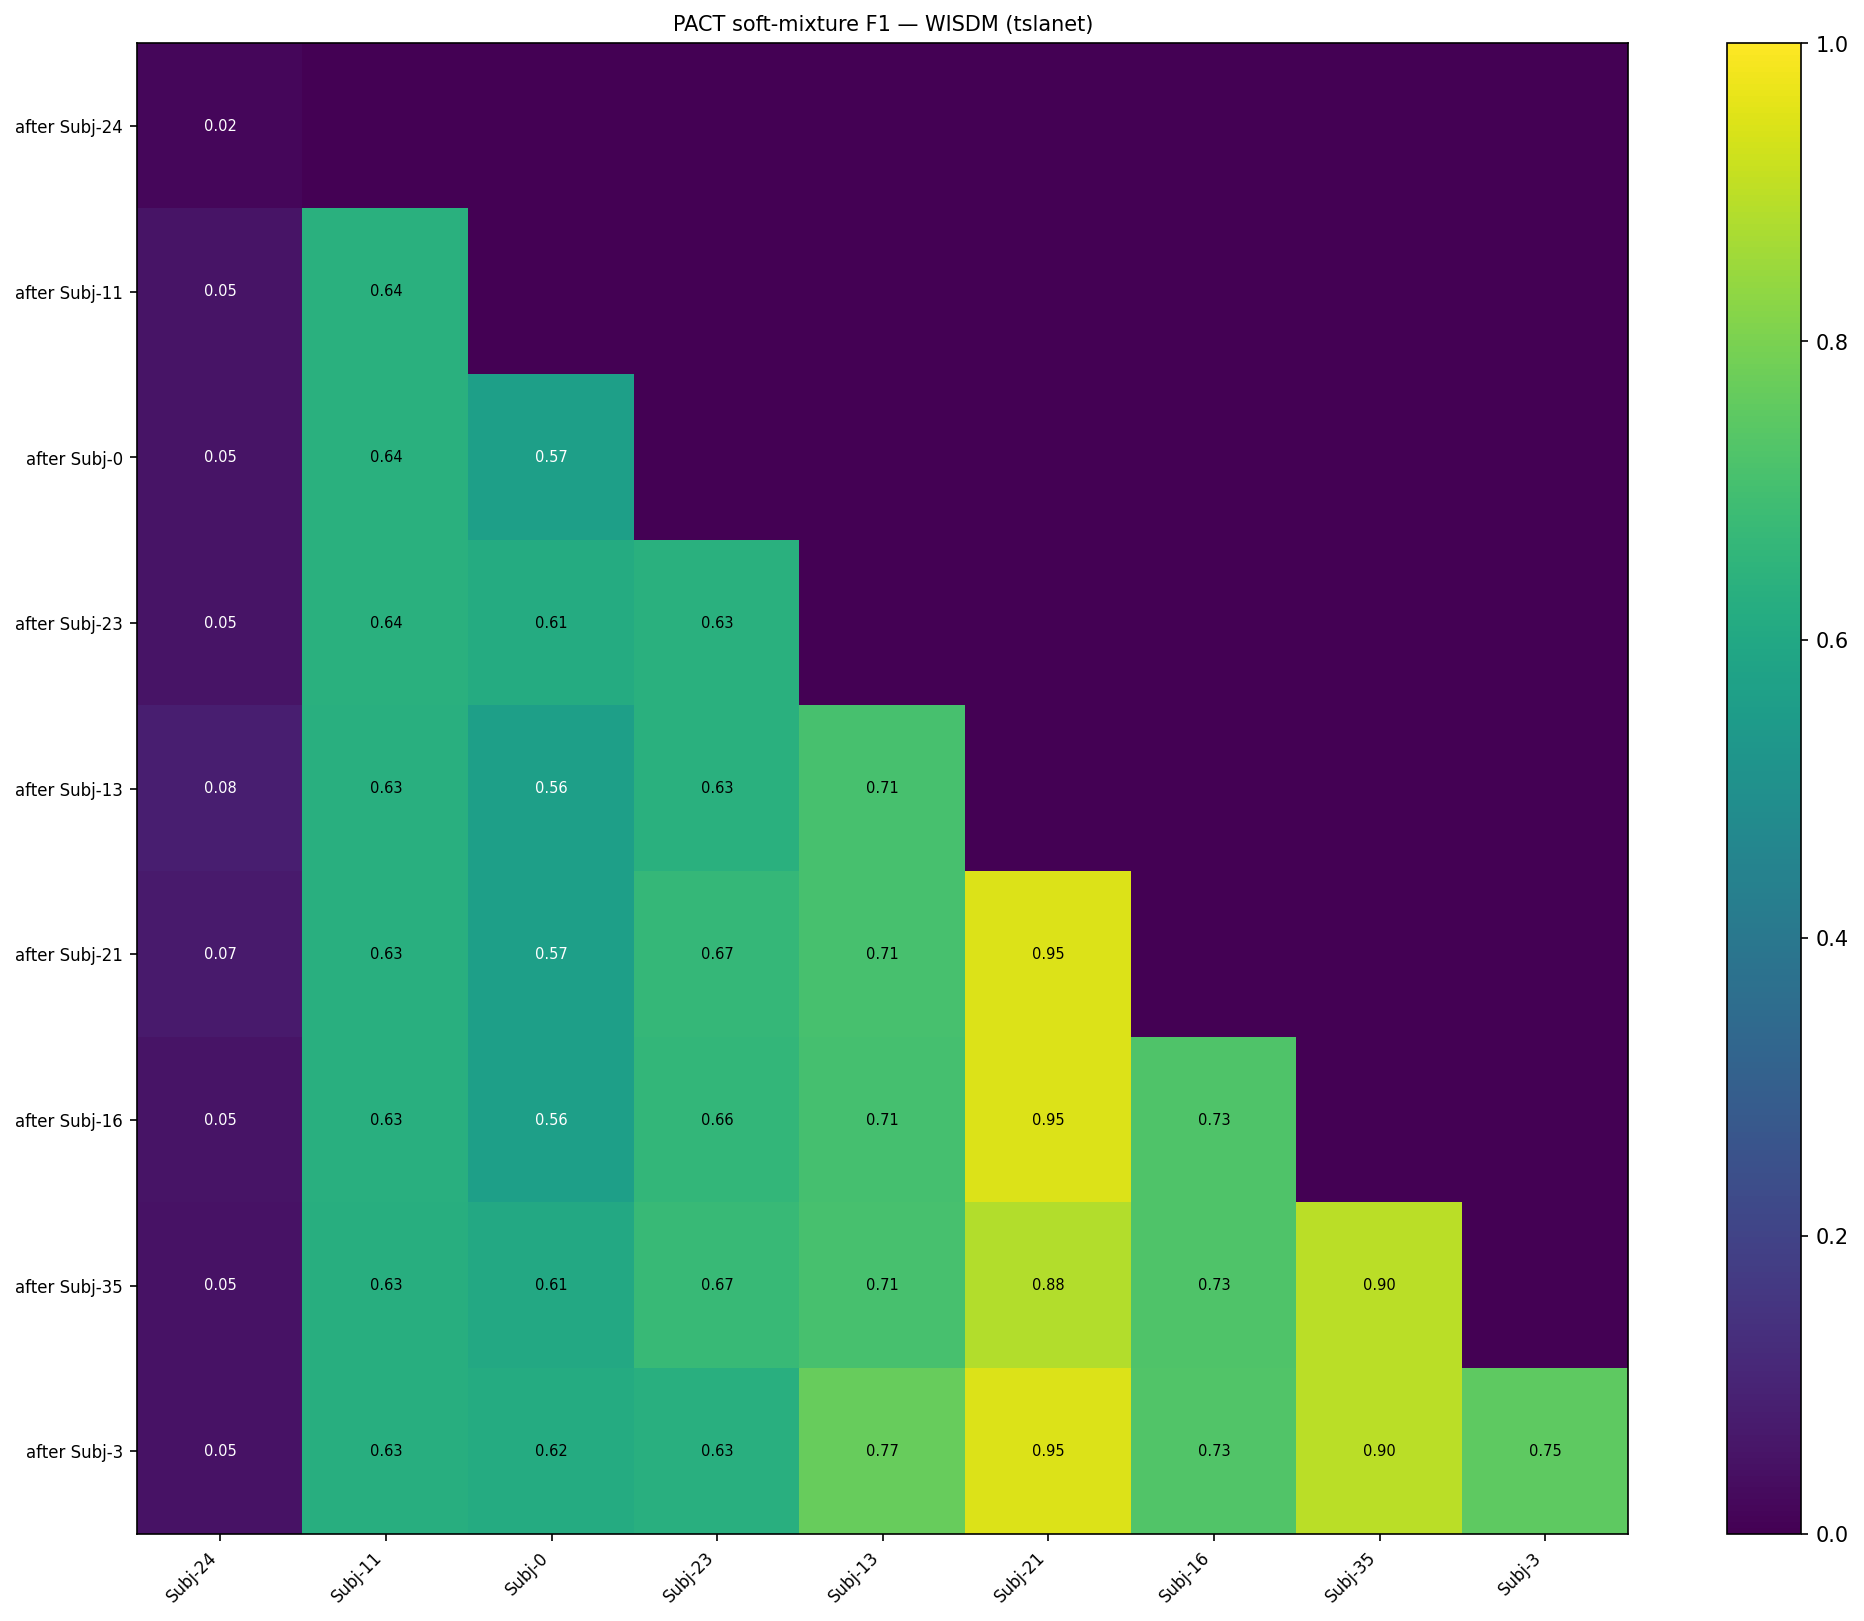 PACT soft-mixture F1 — WISDM (tslanet)
1.0
after Subj-24 0.02
after Subj-11 0.05 0.64
0.8
after Subj-0 0.05 0.64 0.57
after Subj-23 0.05 0.64 0.61 0.63
0.6
after Subj-13 0.08 0.63 0.56 0.63 0.71
after Subj-21 0.07 0.63 0.57 0.67 0.71 0.95
0.4
after Subj-16 0.05 0.63 0.56 0.66 0.71 0.95 0.73
0.2
after Subj-35 0.05 0.63 0.61 0.67 0.71 0.88 0.73 0.90
after Subj-3 0.05 0.63 0.62 0.63 0.77 0.95 0.73 0.90 0.75
0.0
Subj-24 Subj-11 Subj-0 Subj-23 Subj-13 Subj-21 Subj-16 Subj-35 Subj-3